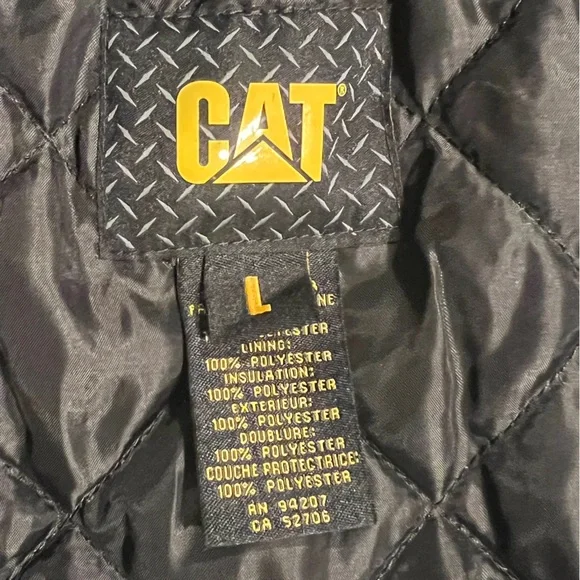 CAT®
L
NE
LINING:
100% POLYESTER
INSULATION:
100% POLYESTER
EXTERIEUR:
100% POLYESTER
DOUBLURE:
100% POLYESTER
COUCHE PROTECTRICE:
100% POLYESTER
RN 94207
CA 52706